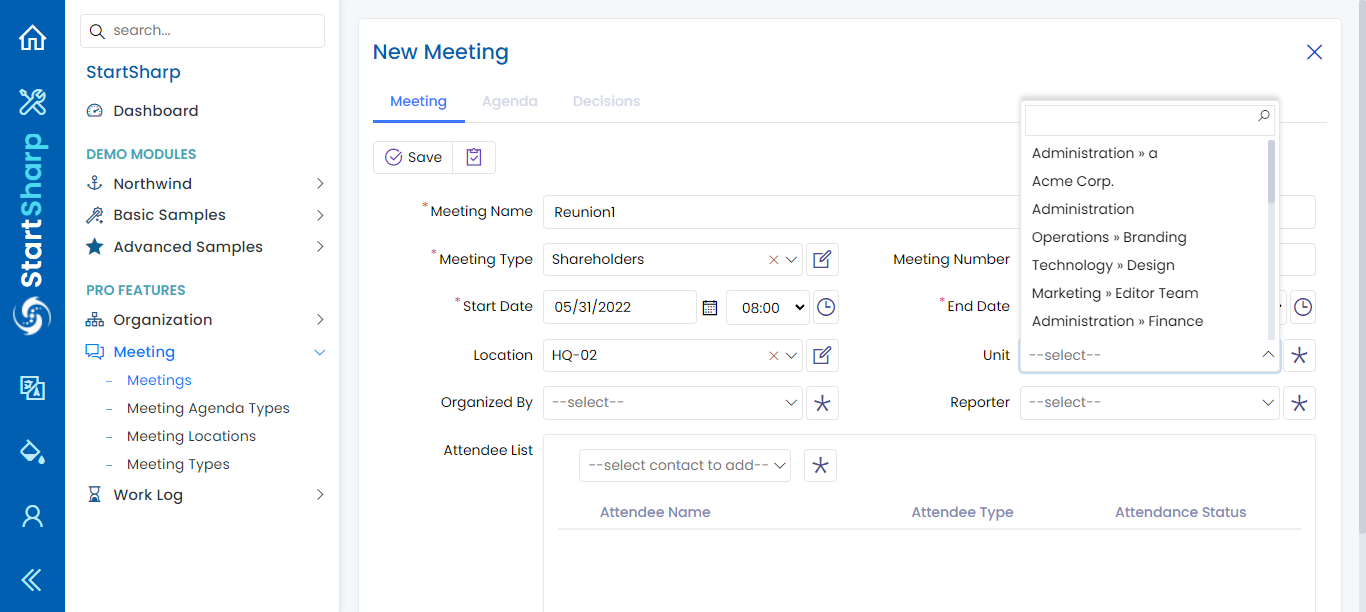 StartSharp
search...
StartSharp
Dashboard
DEMO MODULES
Northwind
Basic Samples
Advanced Samples
PRO FEATURES
Organization
Meeting
Meetings
Meeting Agenda Types
Meeting Locations
Meeting Types
Work Log
New Meeting
Meeting Agenda Decisions
Save
*Meeting Name Reunion1
*Meeting Type Shareholders Meeting Number
*Start Date 05/31/2022 08:00 *End Date
Location HQ-02 Unit --select--
Administration » a
Acme Corp.
Administration
Operations » Branding
Technology » Design
Marketing » Editor Team
Administration » Finance
Organized By --select-- Reporter --select--
Attendee List --select contact to add--
Attendee Name Attendee Type Attendance Status